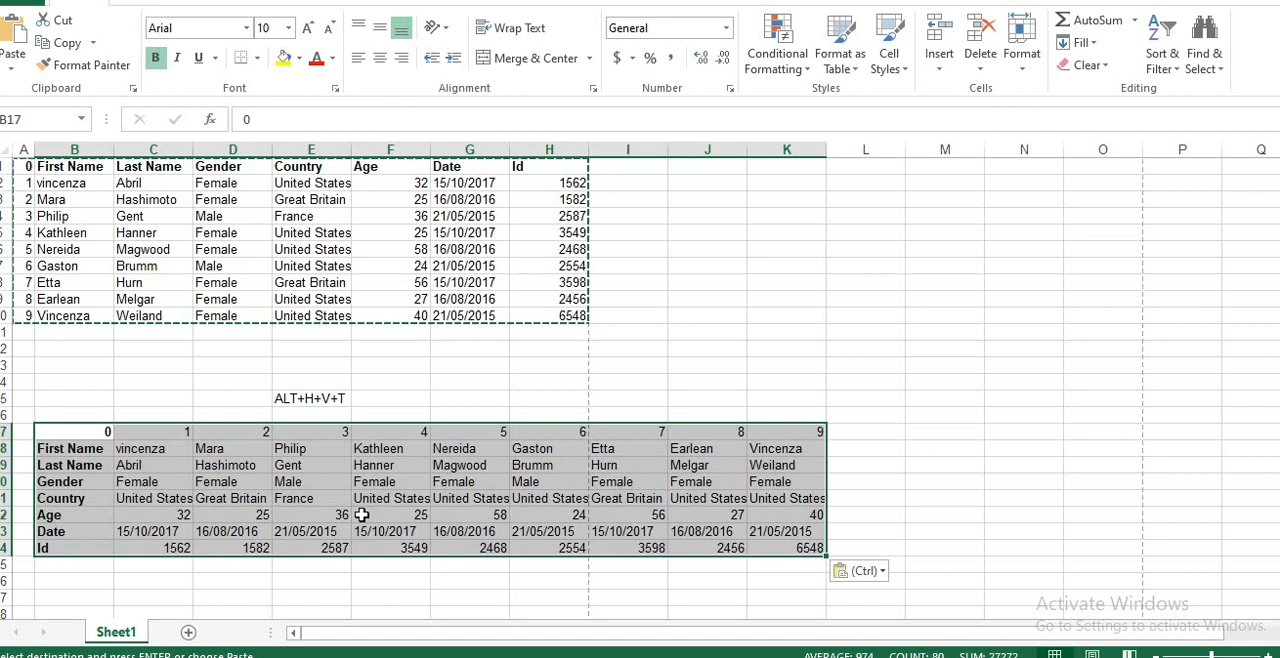 Cut
Copy
Format Painter
Paste
Clipboard
Arial 10
A A
B I U
Font
Wrap Text
Merge & Center
Alignment
General
$ % ,
Number
Conditional Formatting
Format as Table
Cell Styles
Styles
Insert Delete Format
Cells
AutoSum
Fill
Clear
Sort & Filter
Find & Select
Editing
B17 fx 0
A B C D E F G H I J K L M N O P Q
0 First Name Last Name Gender Country Age Date Id
1 vincenza Abril Female United States 32 15/10/2017 1562
2 Mara Hashimoto Female Great Britain 25 16/08/2016 1582
3 Philip Gent Male France 36 21/05/2015 2587
4 Kathleen Hanner Female United States 25 15/10/2017 3549
5 Nereida Magwood Female United States 58 16/08/2016 2468
6 Gaston Brumm Male United States 24 21/05/2015 2554
7 Etta Hurn Female Great Britain 56 15/10/2017 3598
8 Earlean Melgar Female United States 27 16/08/2016 2456
9 Vincenza Weiland Female United States 40 21/05/2015 6548
ALT+H+V+T
0 1 2 3 4 5 6 7 8 9
First Name vincenza Mara Philip Kathleen Nereida Gaston Etta Earlean Vincenza
Last Name Abril Hashimoto Gent Hanner Magwood Brumm Hurn Melgar Weiland
Gender Female Female Male Female Female Male Female Female Female
Country United States Great Britain France United States United States United States Great Britain United States United States
Age 32 25 36 25 58 24 56 27 40
Date 15/10/2017 16/08/2016 21/05/2015 15/10/2017 16/08/2016 21/05/2015 15/10/2017 16/08/2016 21/05/2015
Id 1562 1582 2587 3549 2468 2554 3598 2456 6548
(Ctrl)
Activate Windows
Go to Settings to activate Windows.
Sheet1
elect destination and press ENTER or choose Paste
AVERAGE: 974 COUNT: 80 SUM: 27272